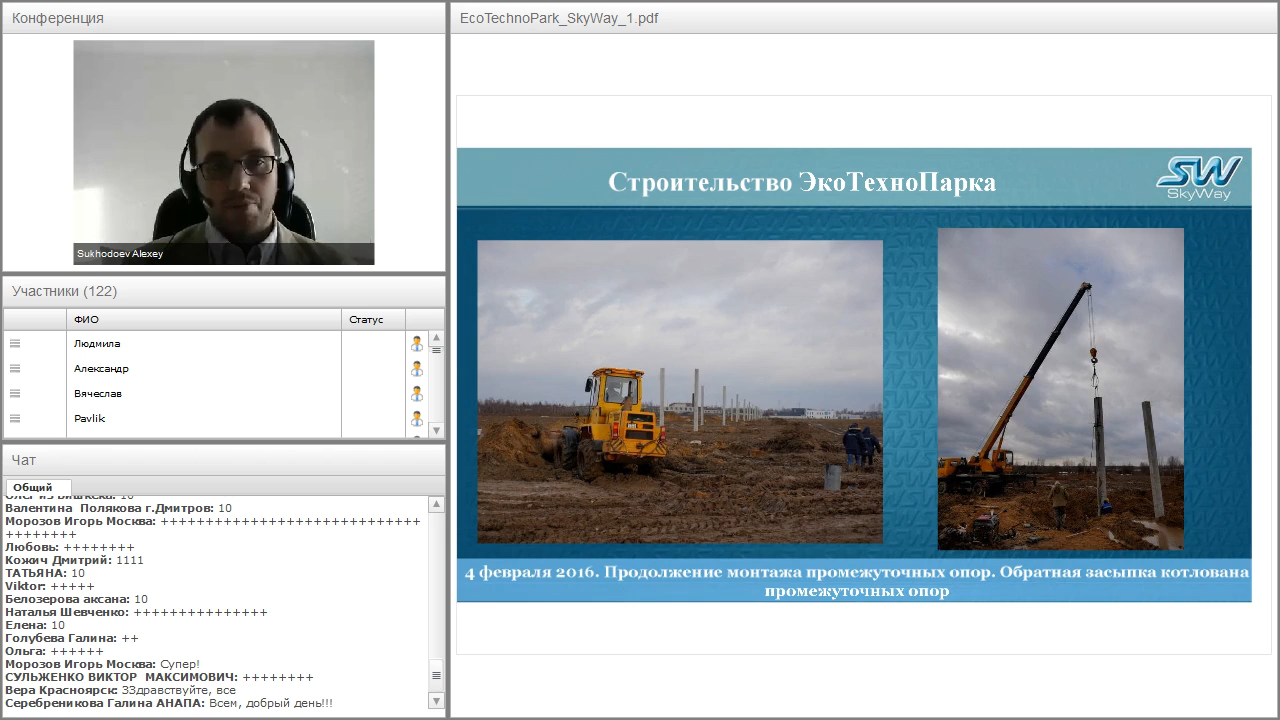 Конференция
Sukhodoev Alexey
Участники (122)
ФИО Статус
Людмила
Александр
Вячеслав
Pavlik
Чат
Общий
Валентина Полякова г.Дмитров: 10
Морозов Игорь Москва: +++++++++++++++++++++++++++++
++++++++
Любовь: ++++++++
Кожич Дмитрий: 1111
ТАТЬЯНА: 10
Viktor: +++++
Белозерова аксана: 10
Наталья Шевченко: +++++++++++++++
Елена: 10
Голубева Галина: ++
Ольга: ++++++
Морозов Игорь Москва: Супер!
СУЛЬЖЕНКО ВИКТОР МАКСИМОВИЧ: ++++++++
Вера Красноярск: ЗЗдравствуйте, все
Серебреникова Галина АНАПА: Всем, добрый день!!!
EcoTechnoPark_SkyWay_1.pdf
Строительство ЭкоТехноПарка
SW
SkyWay
4 февраля 2016. Продолжение монтажа промежуточных опор. Обратная засыпка котлована
промежуточных опор